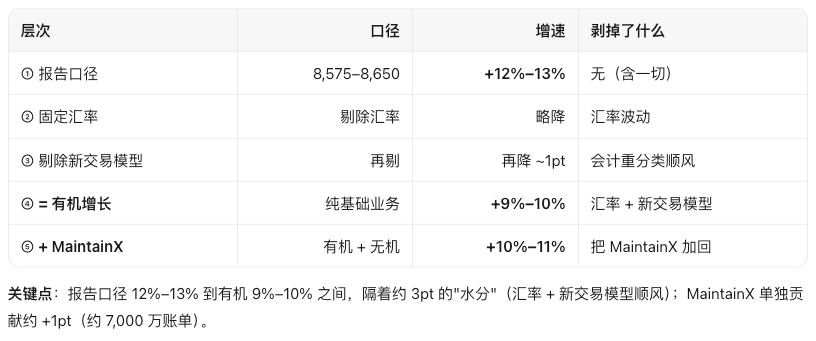 层次 口径 增速 剥掉了什么
① 报告口径 8,575–8,650 +12%–13% 无（含一切）
② 固定汇率 剔除汇率 略降 汇率波动
③ 剔除新交易模型 再剔 再降 ~1pt 会计重分类顺风
④ = 有机增长 纯基础业务 +9%–10% 汇率 + 新交易模型
⑤ + MaintainX 有机 + 无机 +10%–11% 把 MaintainX 加回
关键点：报告口径 12%–13% 到有机 9%–10% 之间，隔着约 3pt 的"水分"（汇率 + 新交易模型顺风）；MaintainX 单独贡
献约 +1pt（约 7,000 万账单）。